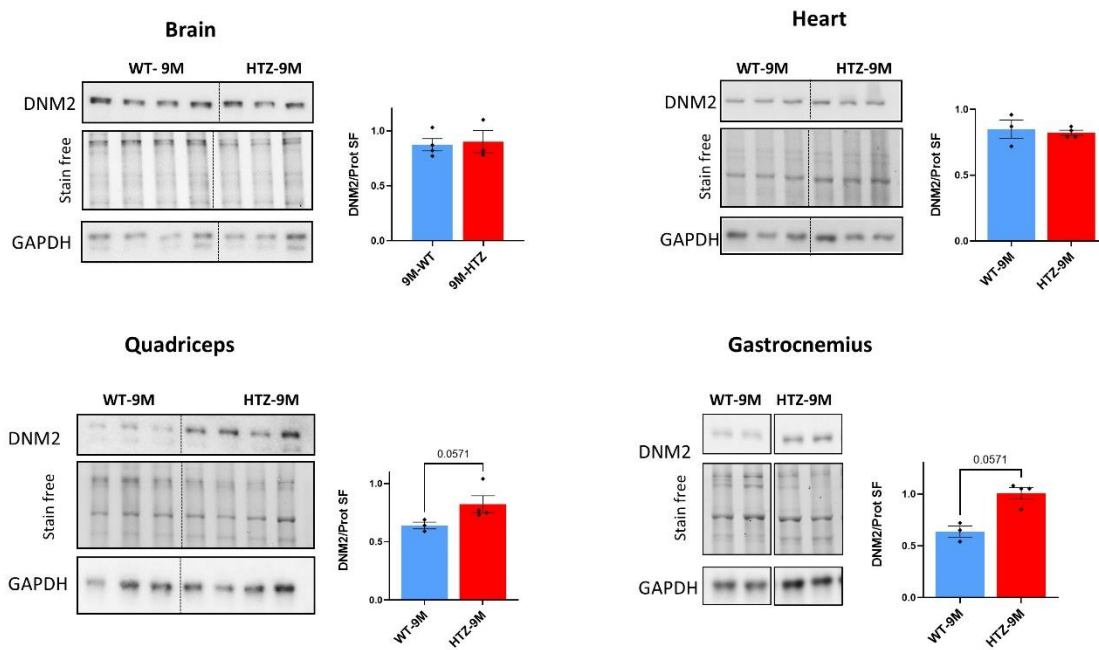 Brain
WT- 9M HTZ-9M
DNM2
Stain free
GAPDH
DNM2/Prot SF
1.0
0.5
0.0
9M-WT
9M-HTZ
Heart
WT-9M HTZ-9M
DNM2
Stain free
GAPDH
DNM2/Prot SF
1.0
0.5
0.0
WT-9M
HTZ-9M
Quadriceps
WT-9M HTZ-9M
DNM2
Stain free
GAPDH
DNM2/Prot SF
0.0571
1.0
0.5
0.0
WT-9M
HTZ-9M
Gastrocnemius
WT-9M HTZ-9M
DNM2
Stain free
GAPDH
DNM2/Prot SF
0.0571
1.0
0.5
0.0
WT-9M
HTZ-9M